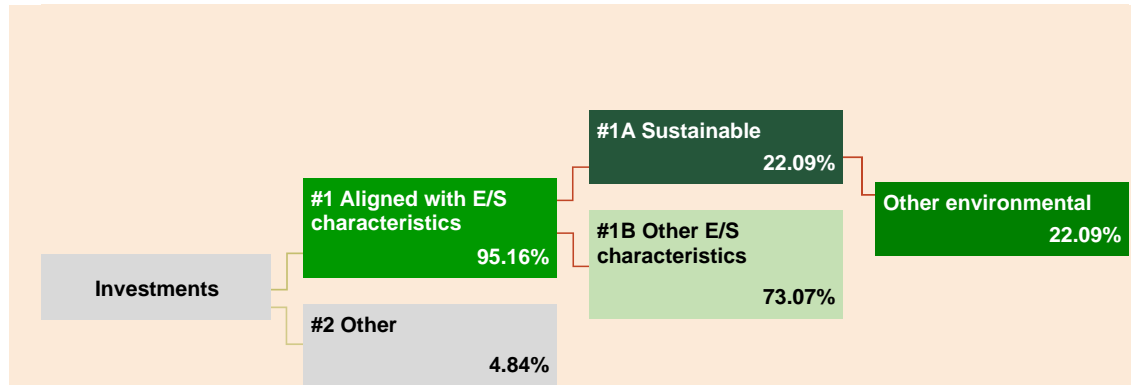 Investments
#1 Aligned with E/S
characteristics
95.16%
#2 Other
4.84%
#1A Sustainable
22.09%
#1B Other E/S
characteristics
73.07%
Other environmental
22.09%